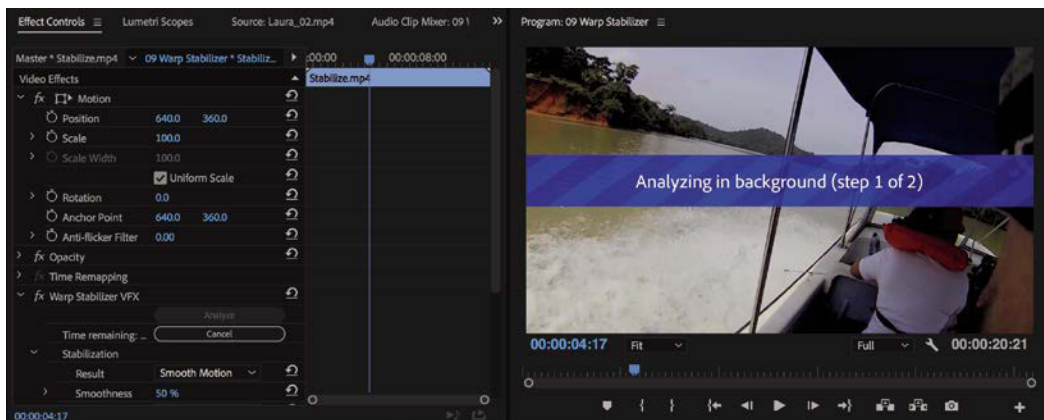 Effect Controls Lumetri Scopes Source: Laura_02.mp4 Audio Clip Mixer: 09 Program: 09 Warp Stabilizer
Master * Stabilize.mp4 09 Warp Stabilizer * Stabiliz... :00:00 00:00:08:00
Video Effects Stabilize.mp4
fx Motion
Position 640.0 360.0
Scale 100.0
Scale Width 100.0
Uniform Scale
Rotation 0.0
Anchor Point 640.0 360.0
Anti-flicker Filter 0.00
fx Opacity
fx Time Remapping
fx Warp Stabilizer VFX
Analyze
Time remaining: ... Cancel
Stabilization
Result Smooth Motion
Smoothness 50 %
00:00:04:17
Analyzing in background (step 1 of 2)
00:00:04:17 Fit Full 00:00:20:21